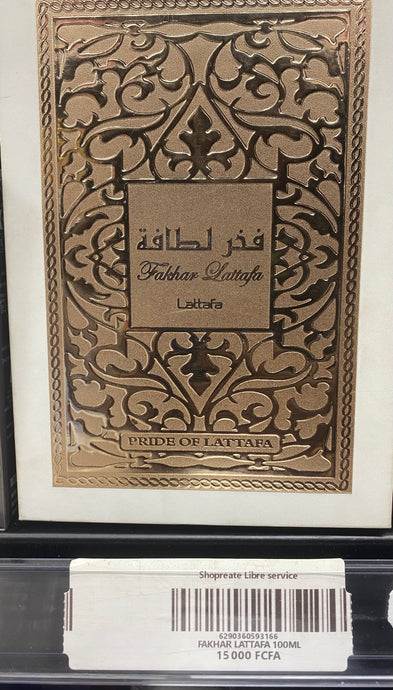 فخر لطافة
Fakhar Lattafa
Lattafa
PRIDE OF LATTAFA
Shopreate Libre service
6290360593166
FAKHAR LATTAFA 100ML
15 000 FCFA